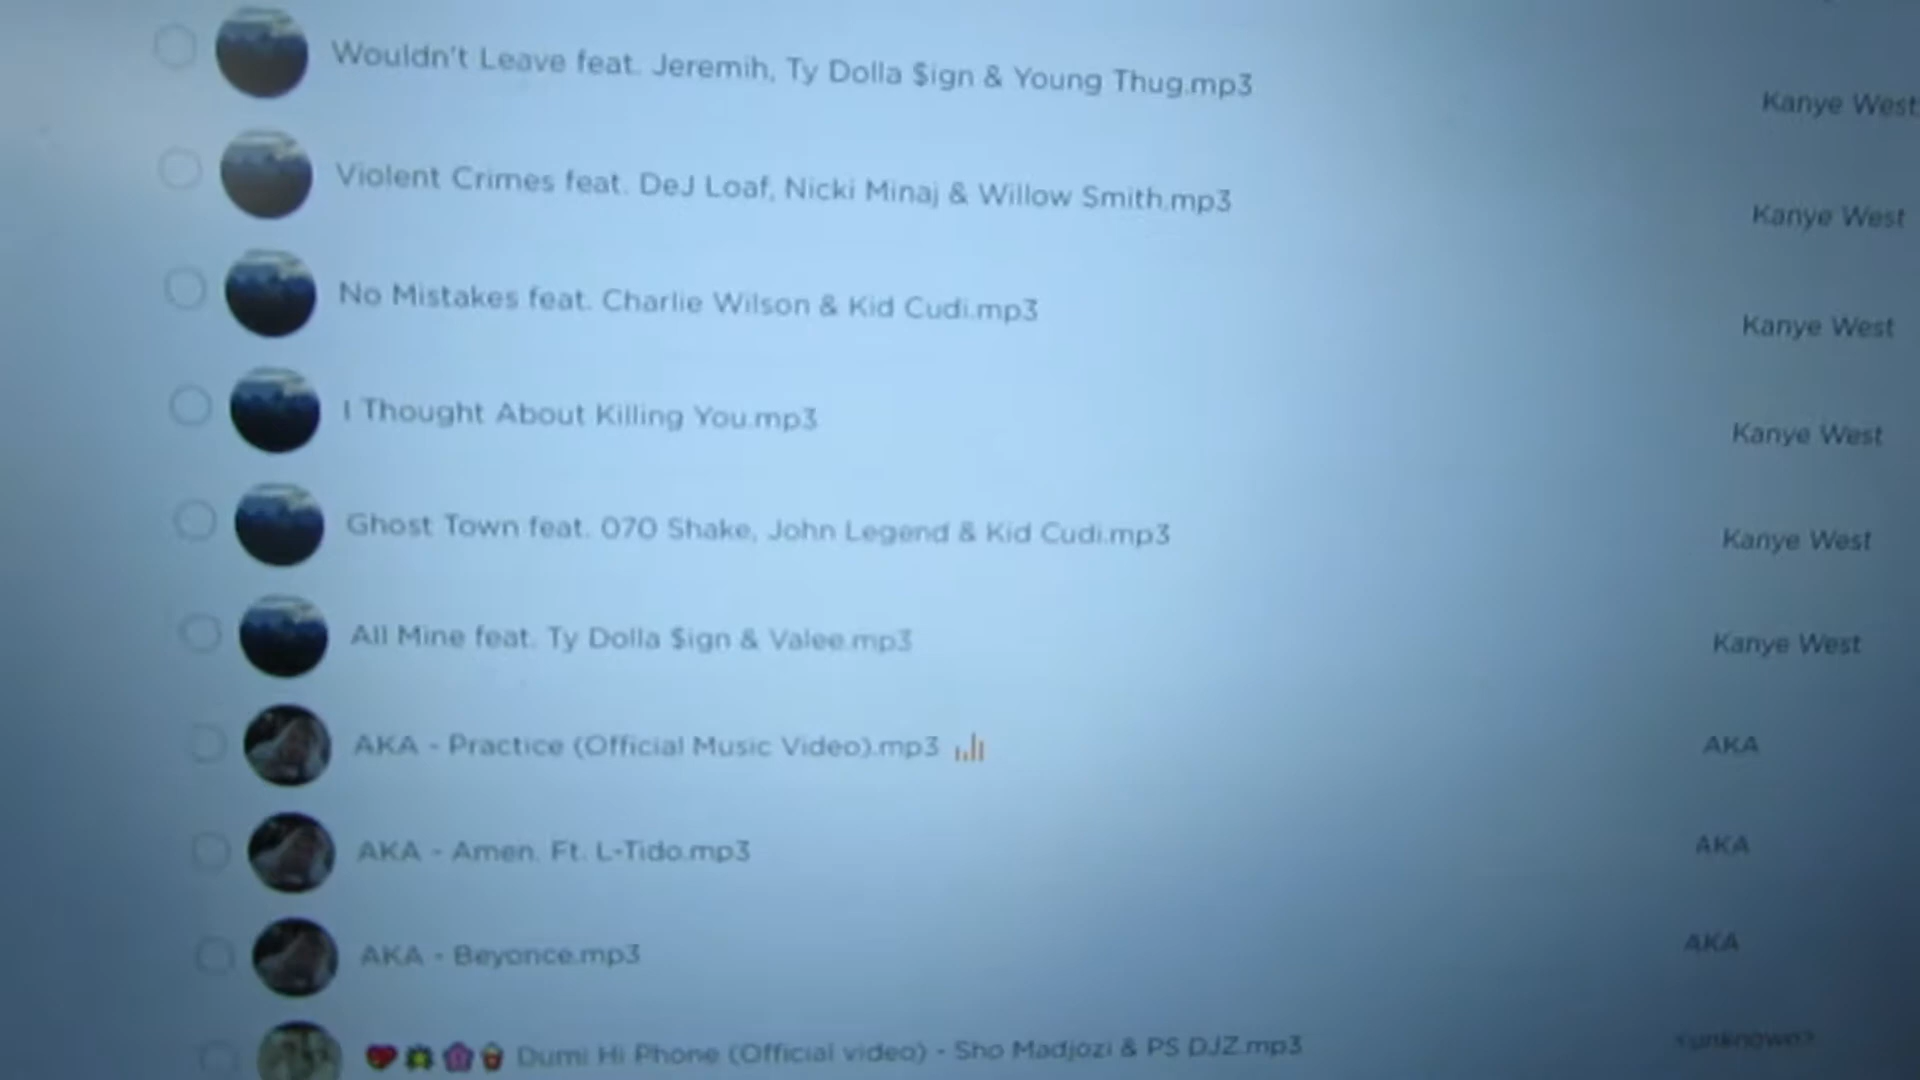 Wouldn't Leave feat. Jeremih, Ty Dolla $ign & Young Thug.mp3 Kanye West
Violent Crimes feat. DeJ Loaf, Nicki Minaj & Willow Smith.mp3 Kanye West
No Mistakes feat. Charlie Wilson & Kid Cudi.mp3 Kanye West
I Thought About Killing You.mp3 Kanye West
Ghost Town feat. 070 Shake, John Legend & Kid Cudi.mp3 Kanye West
All Mine feat. Ty Dolla $ign & Valee.mp3 Kanye West
AKA - Practice (Official Music Video).mp3 AKA
AKA - Amen. Ft. L-Tido.mp3 AKA
AKA - Beyonce.mp3 AKA
Dumi Hi Phone (Official video) - Sho Madjozi & PS DJZ.mp3 <unknown>